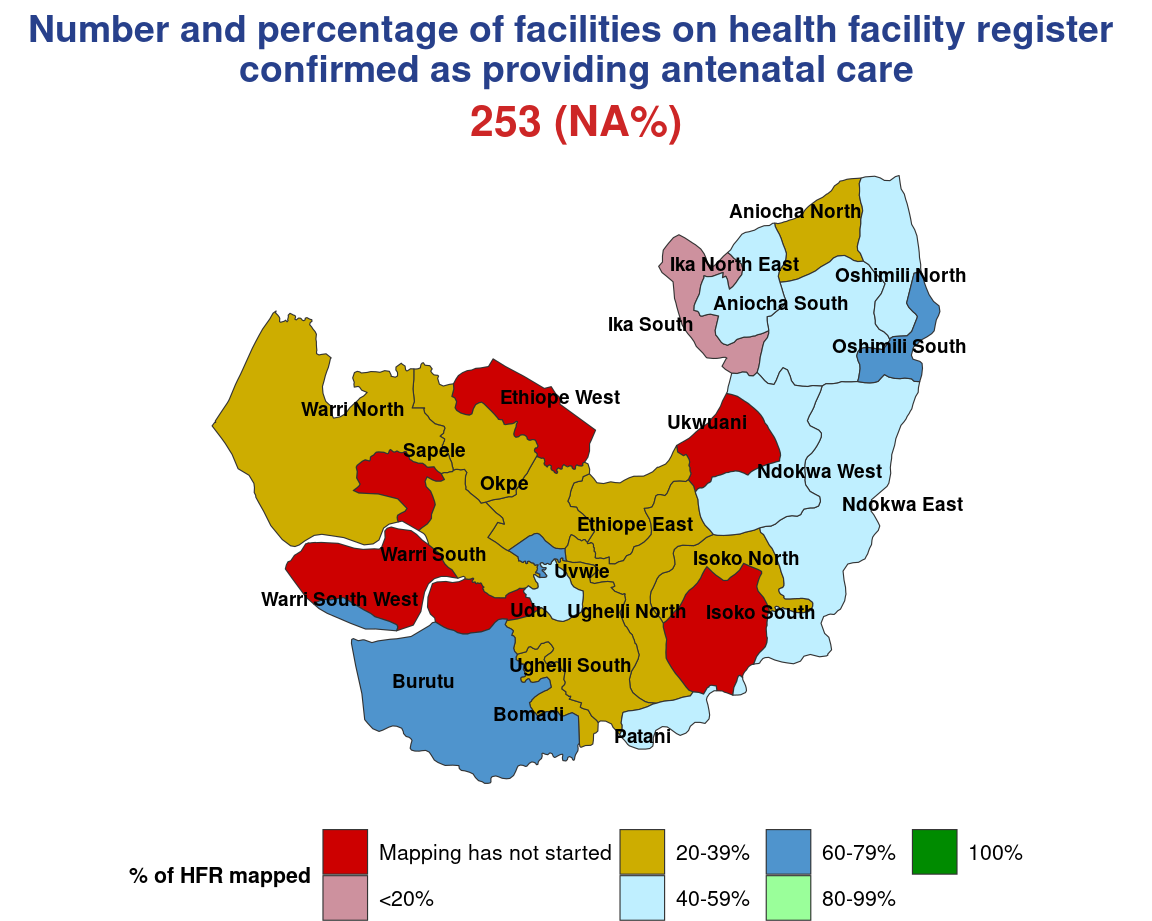 Number and percentage of facilities on health facility register
confirmed as providing antenatal care
253 (NA%)
Aniocha North
Ika North East
Oshimili North
Aniocha South
Ika South
Oshimili South
Ethiope West
Warri North
Ukwuani
Sapele
Ndokwa West
Okpe
Ndokwa East
Ethiope East
Warri South
Isoko North
Uvwie
Warri South West
Udu
Ughelli North
Isoko South
Ughelli South
Burutu
Bomadi
Patani
% of HFR mapped
Mapping has not started
<20%
20-39%
40-59%
60-79%
80-99%
100%